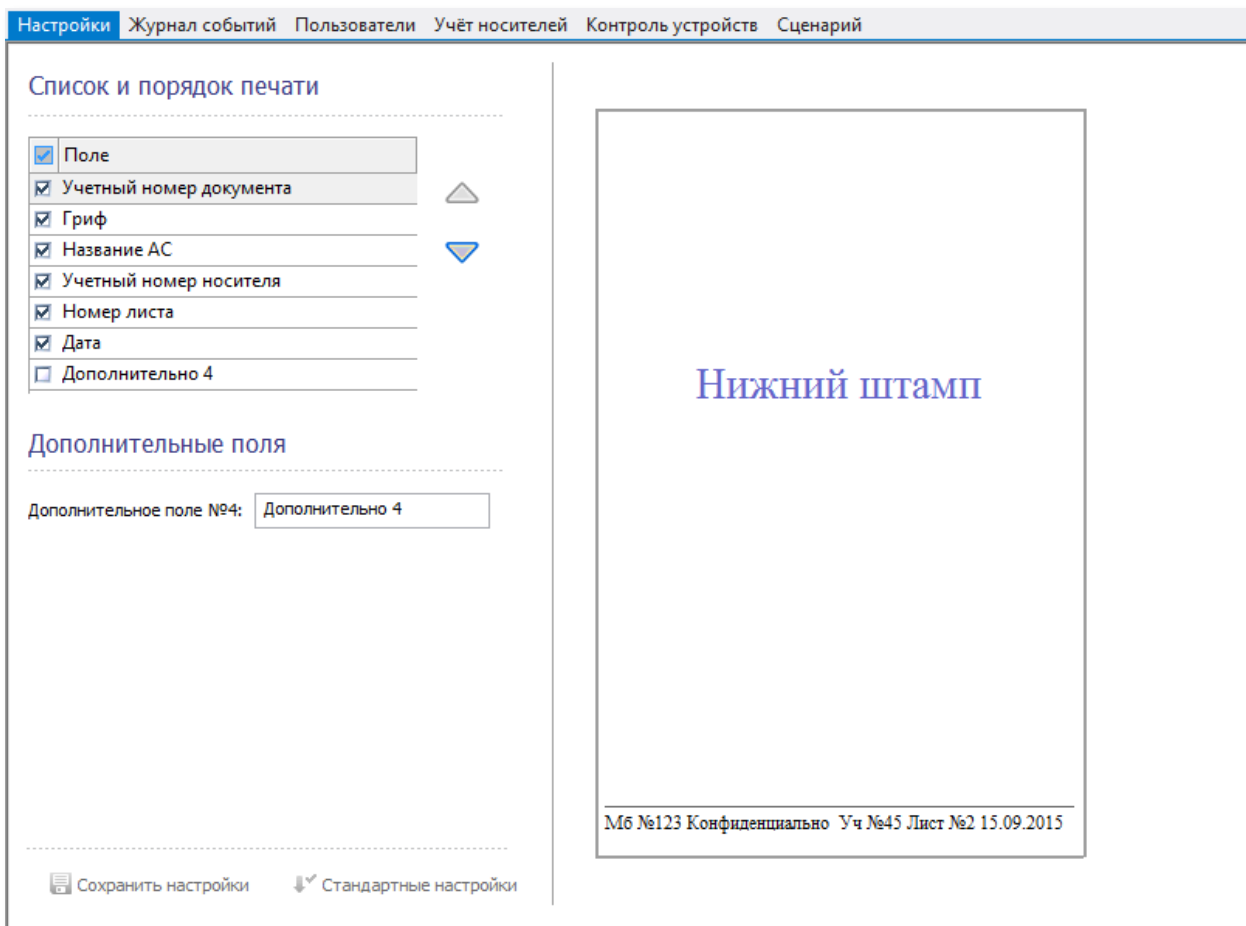 Настройки Журнал событий Пользователи Учёт носителей Контроль устройств Сценарий
Список и порядок печати
Поле
Учетный номер документа
Гриф
Название АС
Учетный номер носителя
Номер листа
Дата
Дополнительно 4
Дополнительные поля
Дополнительное поле №4: Дополнительно 4
Сохранить настройки Стандартные настройки
Нижний штамп
Мб №123 Конфиденциально Уч №45 Лист №2 15.09.2015